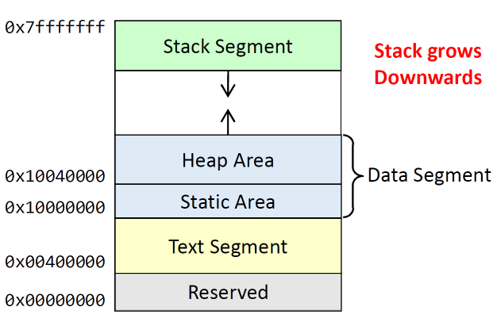 0x7fffffff
Stack Segment
Stack grows
Downwards
Heap Area
0x10040000
Data Segment
0x10000000
Static Area
Text Segment
0x00400000
Reserved
0x00000000